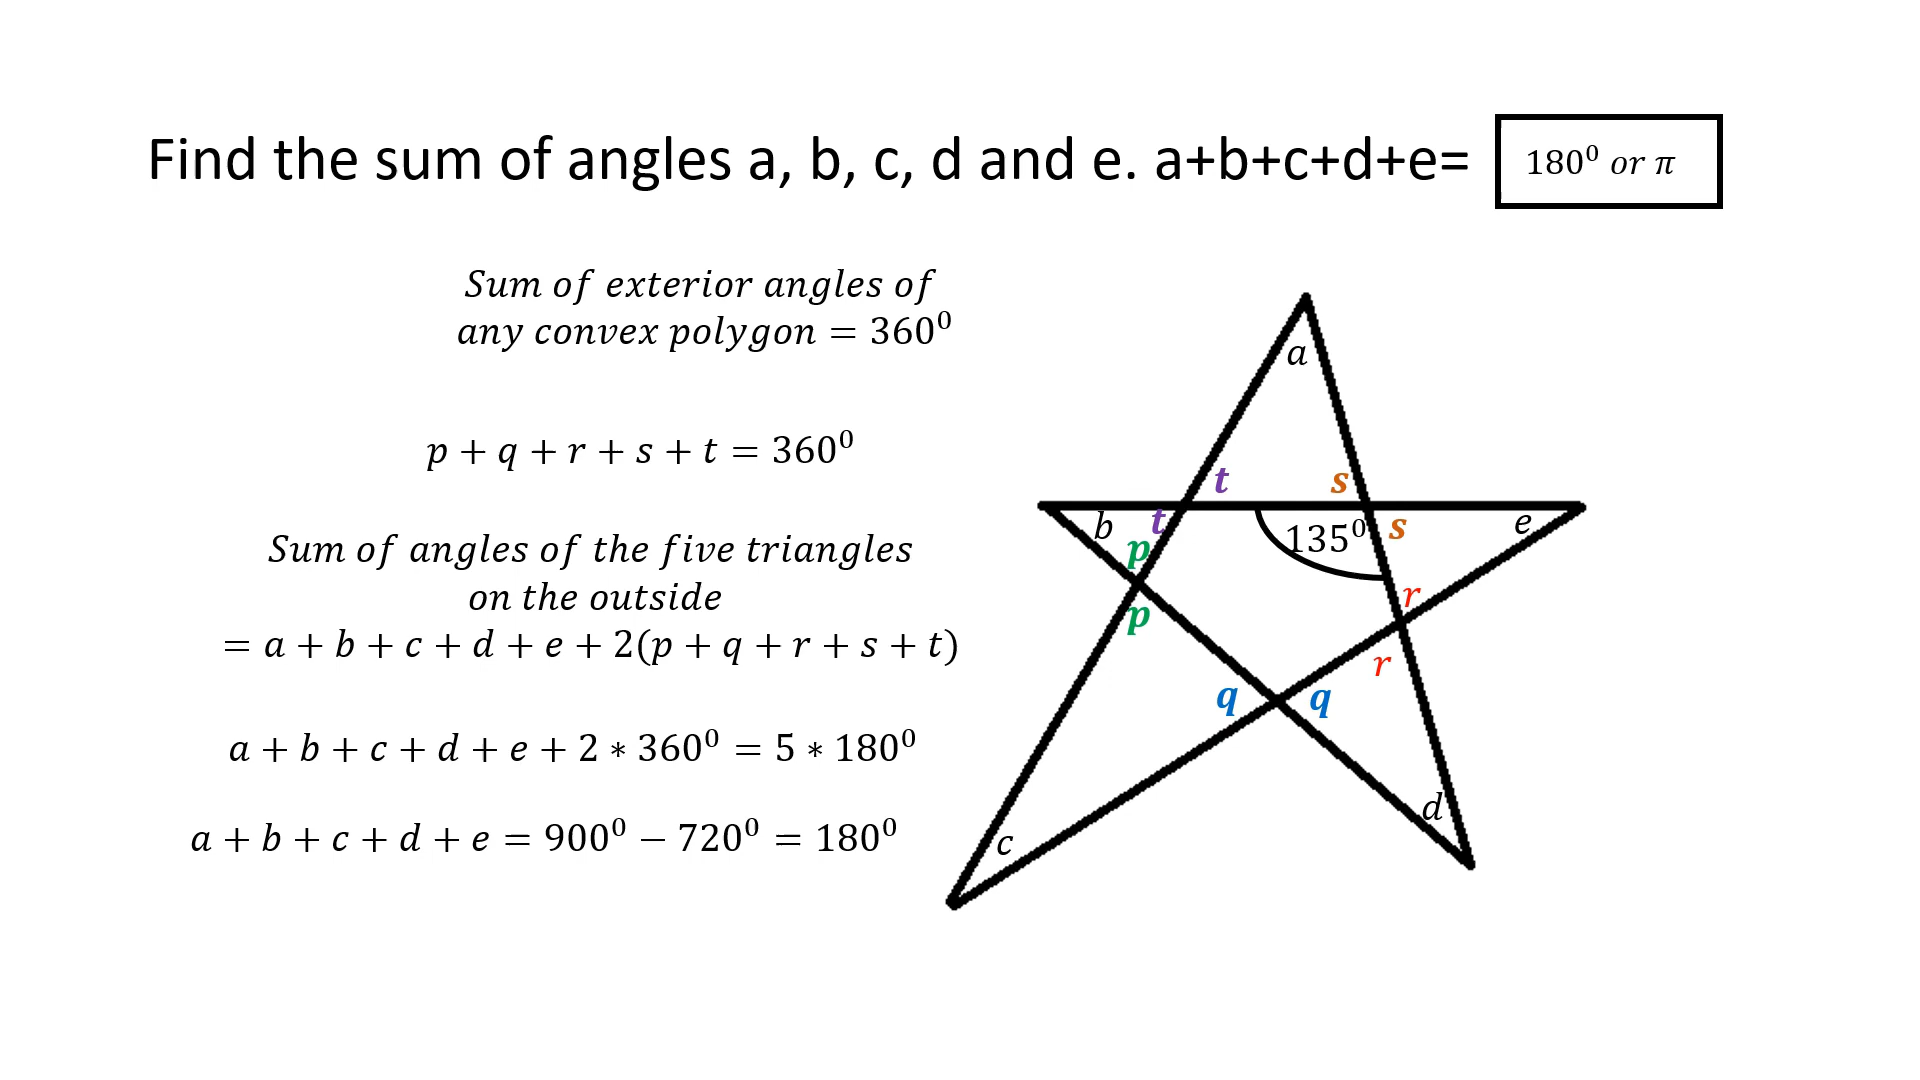 Find the sum of angles a, b, c, d and e. a+b+c+d+e=
180⁰ or π
Sum of exterior angles of
any convex polygon = 360⁰
p + q + r + s + t = 360⁰
Sum of angles of the five triangles
on the outside
= a + b + c + d + e + 2(p + q + r + s + t)
a + b + c + d + e + 2 ∗ 360⁰ = 5 ∗ 180⁰
a + b + c + d + e = 900⁰ − 720⁰ = 180⁰
a
t s
b t 135⁰ s e
p
r
p
r
q q
d
c